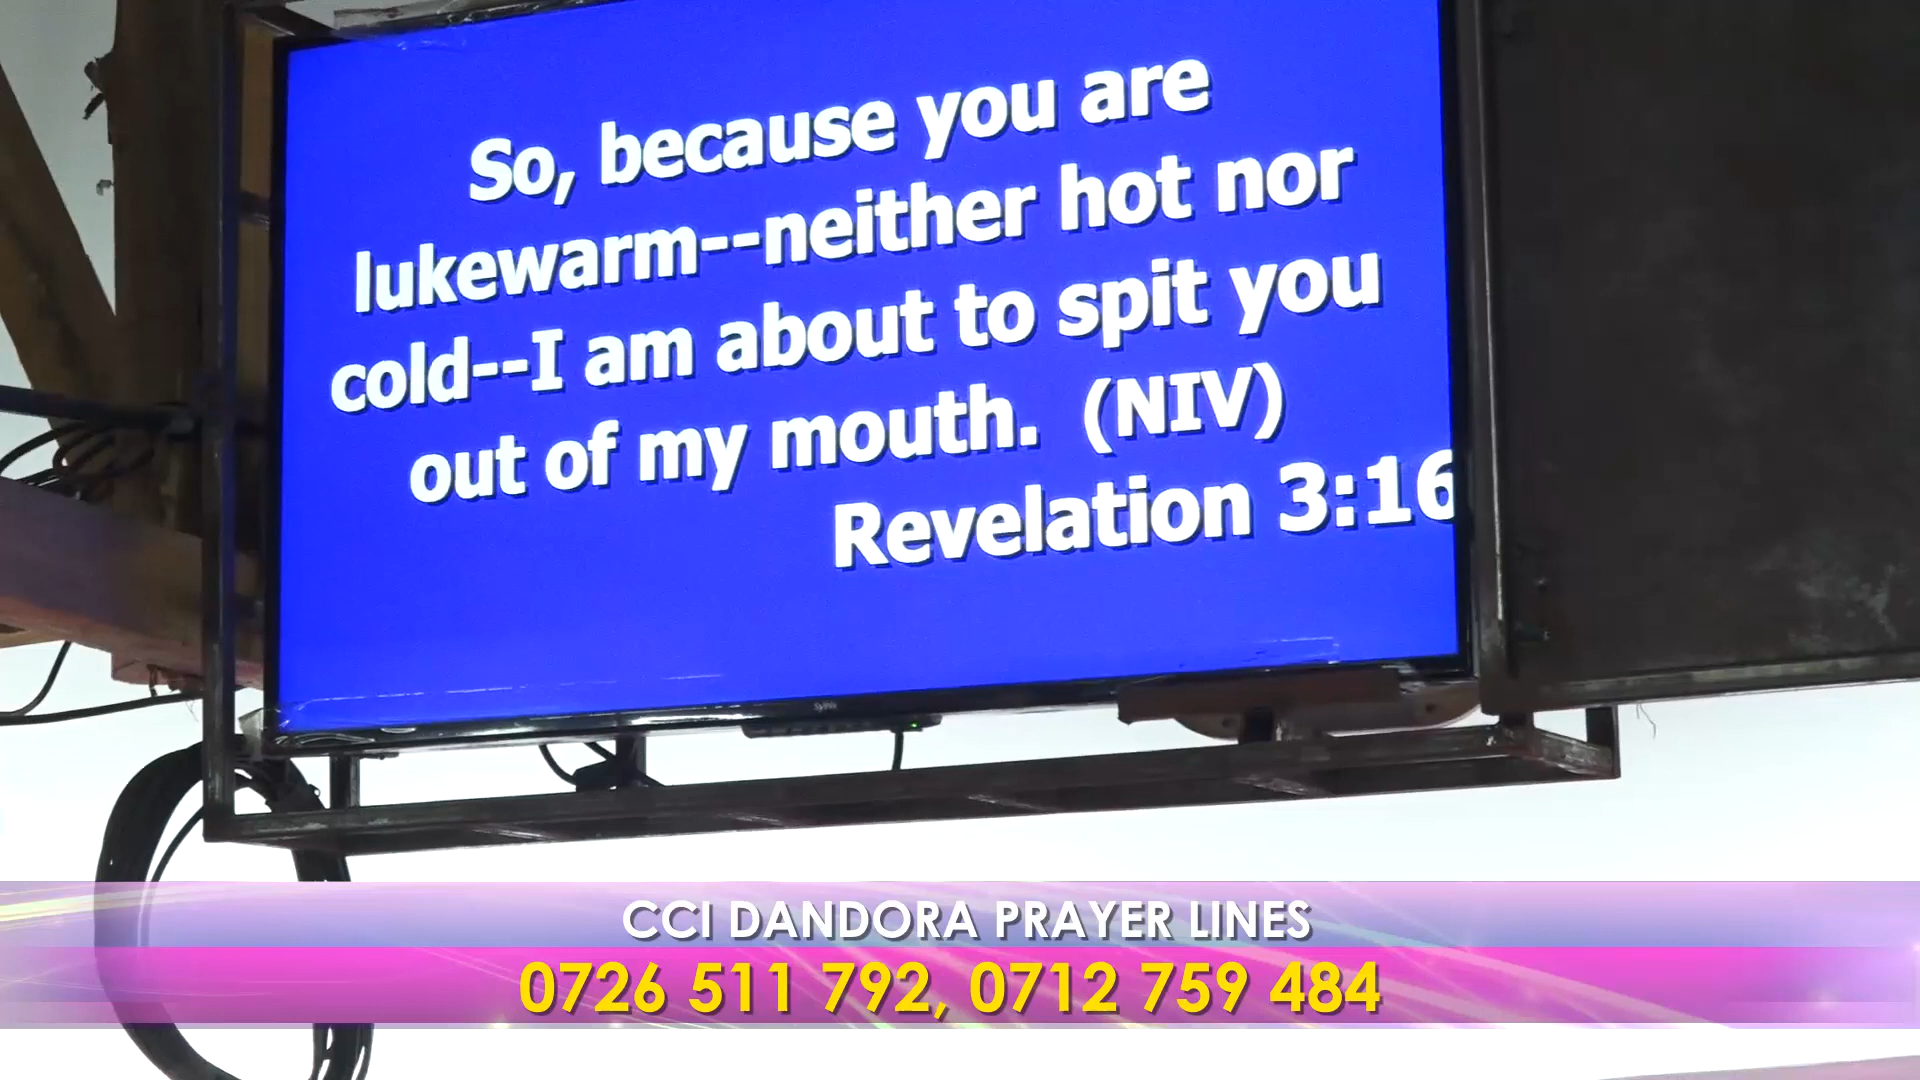 So, because you are
lukewarm--neither hot nor
cold--I am about to spit you
out of my mouth. (NIV)
Revelation 3:16
CCI DANDORA PRAYER LINES
0726 511 792, 0712 759 484